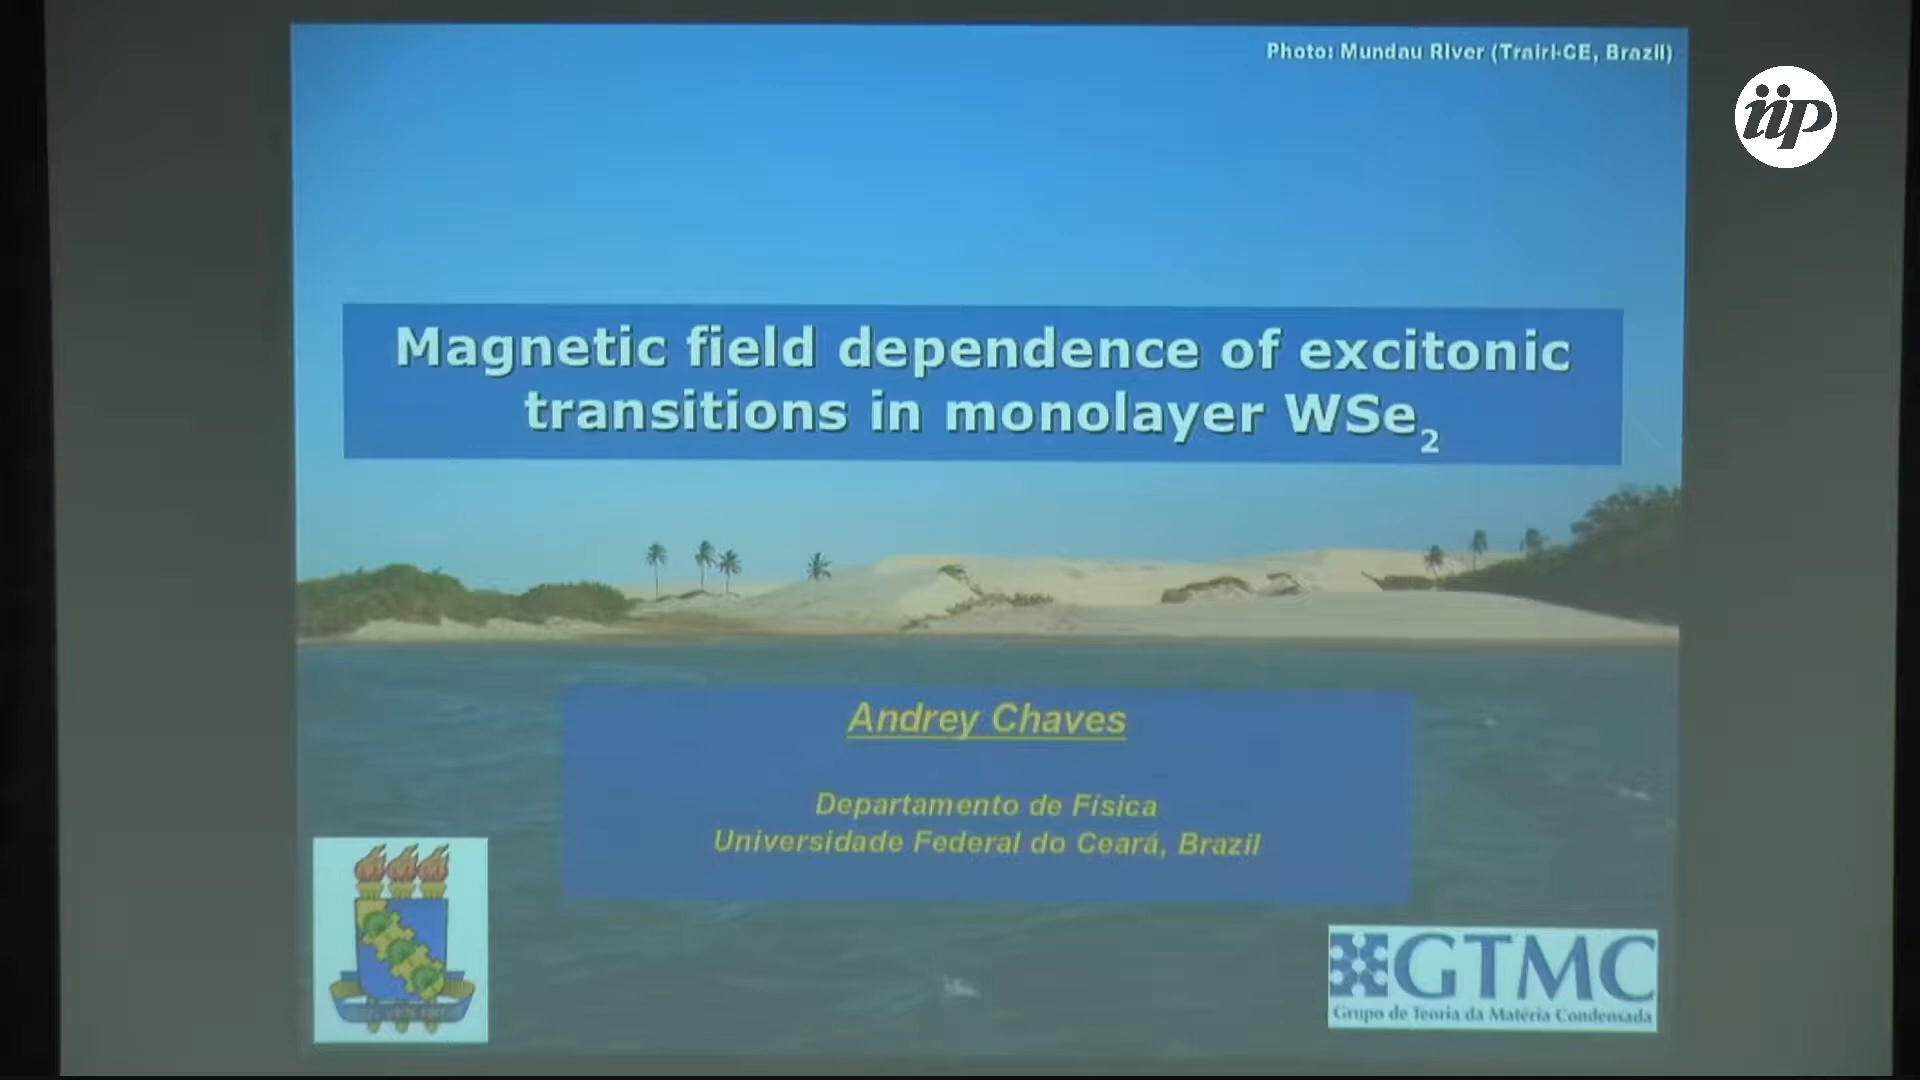 Photo: Mundau River (Trairi-CE, Brazil)
iip
Magnetic field dependence of excitonic
transitions in monolayer WSe₂
Andrey Chaves
Departamento de Física
Universidade Federal do Ceará, Brazil
GTMC
Grupo de Teoria da Matéria Condensada